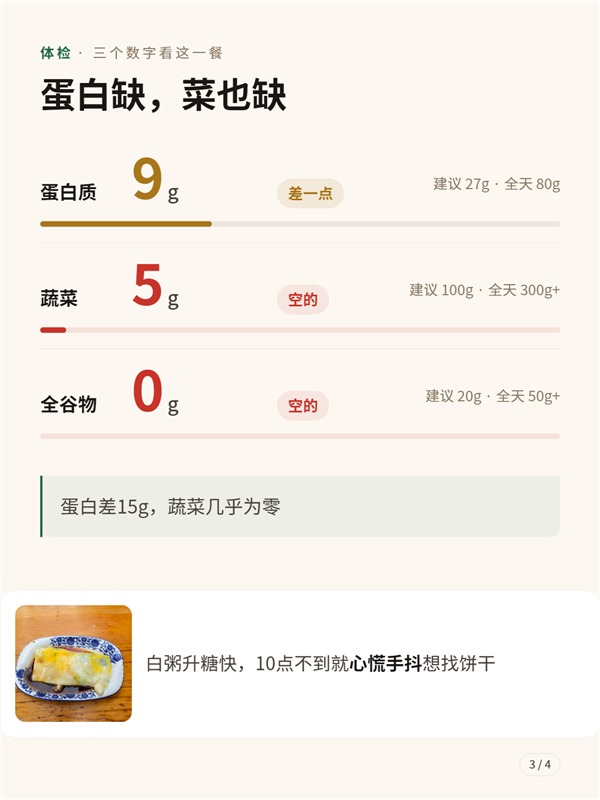 体检 · 三个数字看这一餐
蛋白缺，菜也缺
蛋白质 9 g 差一点 建议 27g · 全天 80g
蔬菜 5 g 空的 建议 100g · 全天 300g+
全谷物 0 g 空的 建议 20g · 全天 50g+
蛋白差15g，蔬菜几乎为零
白粥升糖快，10点不到就心慌手抖想找饼干
3 / 4